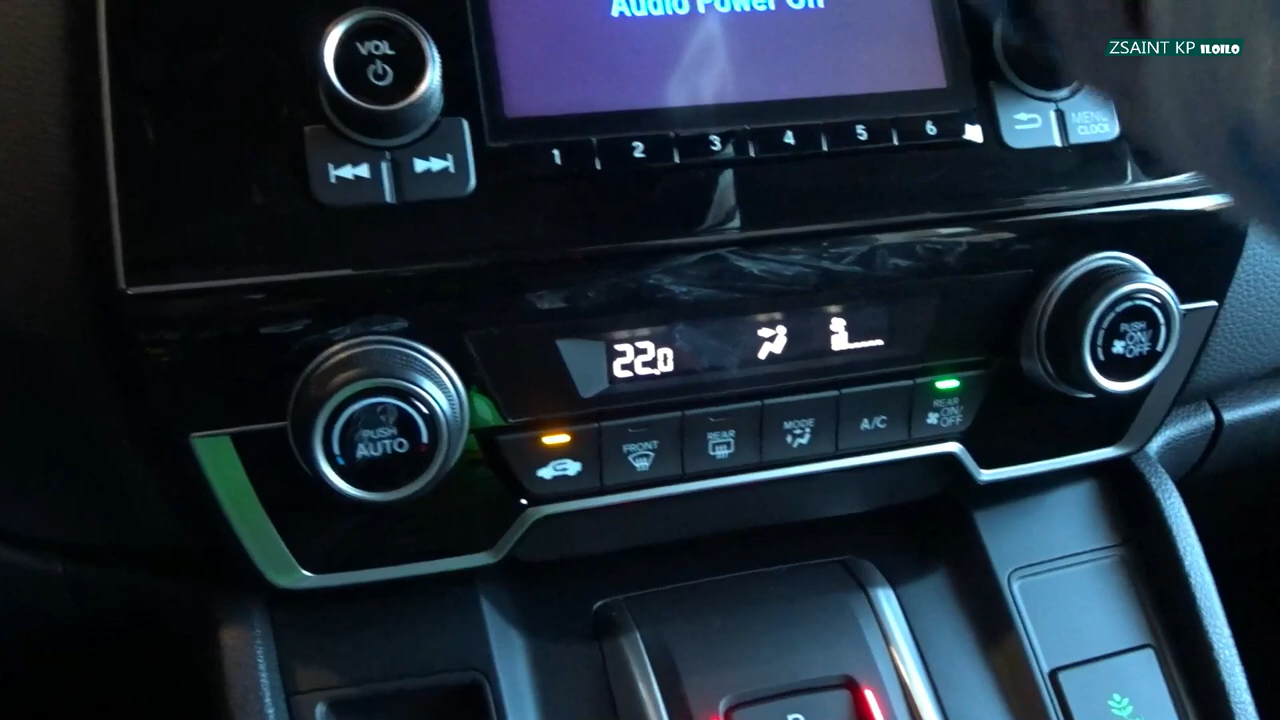 Audio Power Off
ZSAINT KP ILOILO
VOL
MENU
CLOCK
1 2 3 4 5 6
22.0
PUSH
AUTO
FRONT
REAR
MODE
A/C
REAR
ON/
OFF
PUSH
ON/
OFF